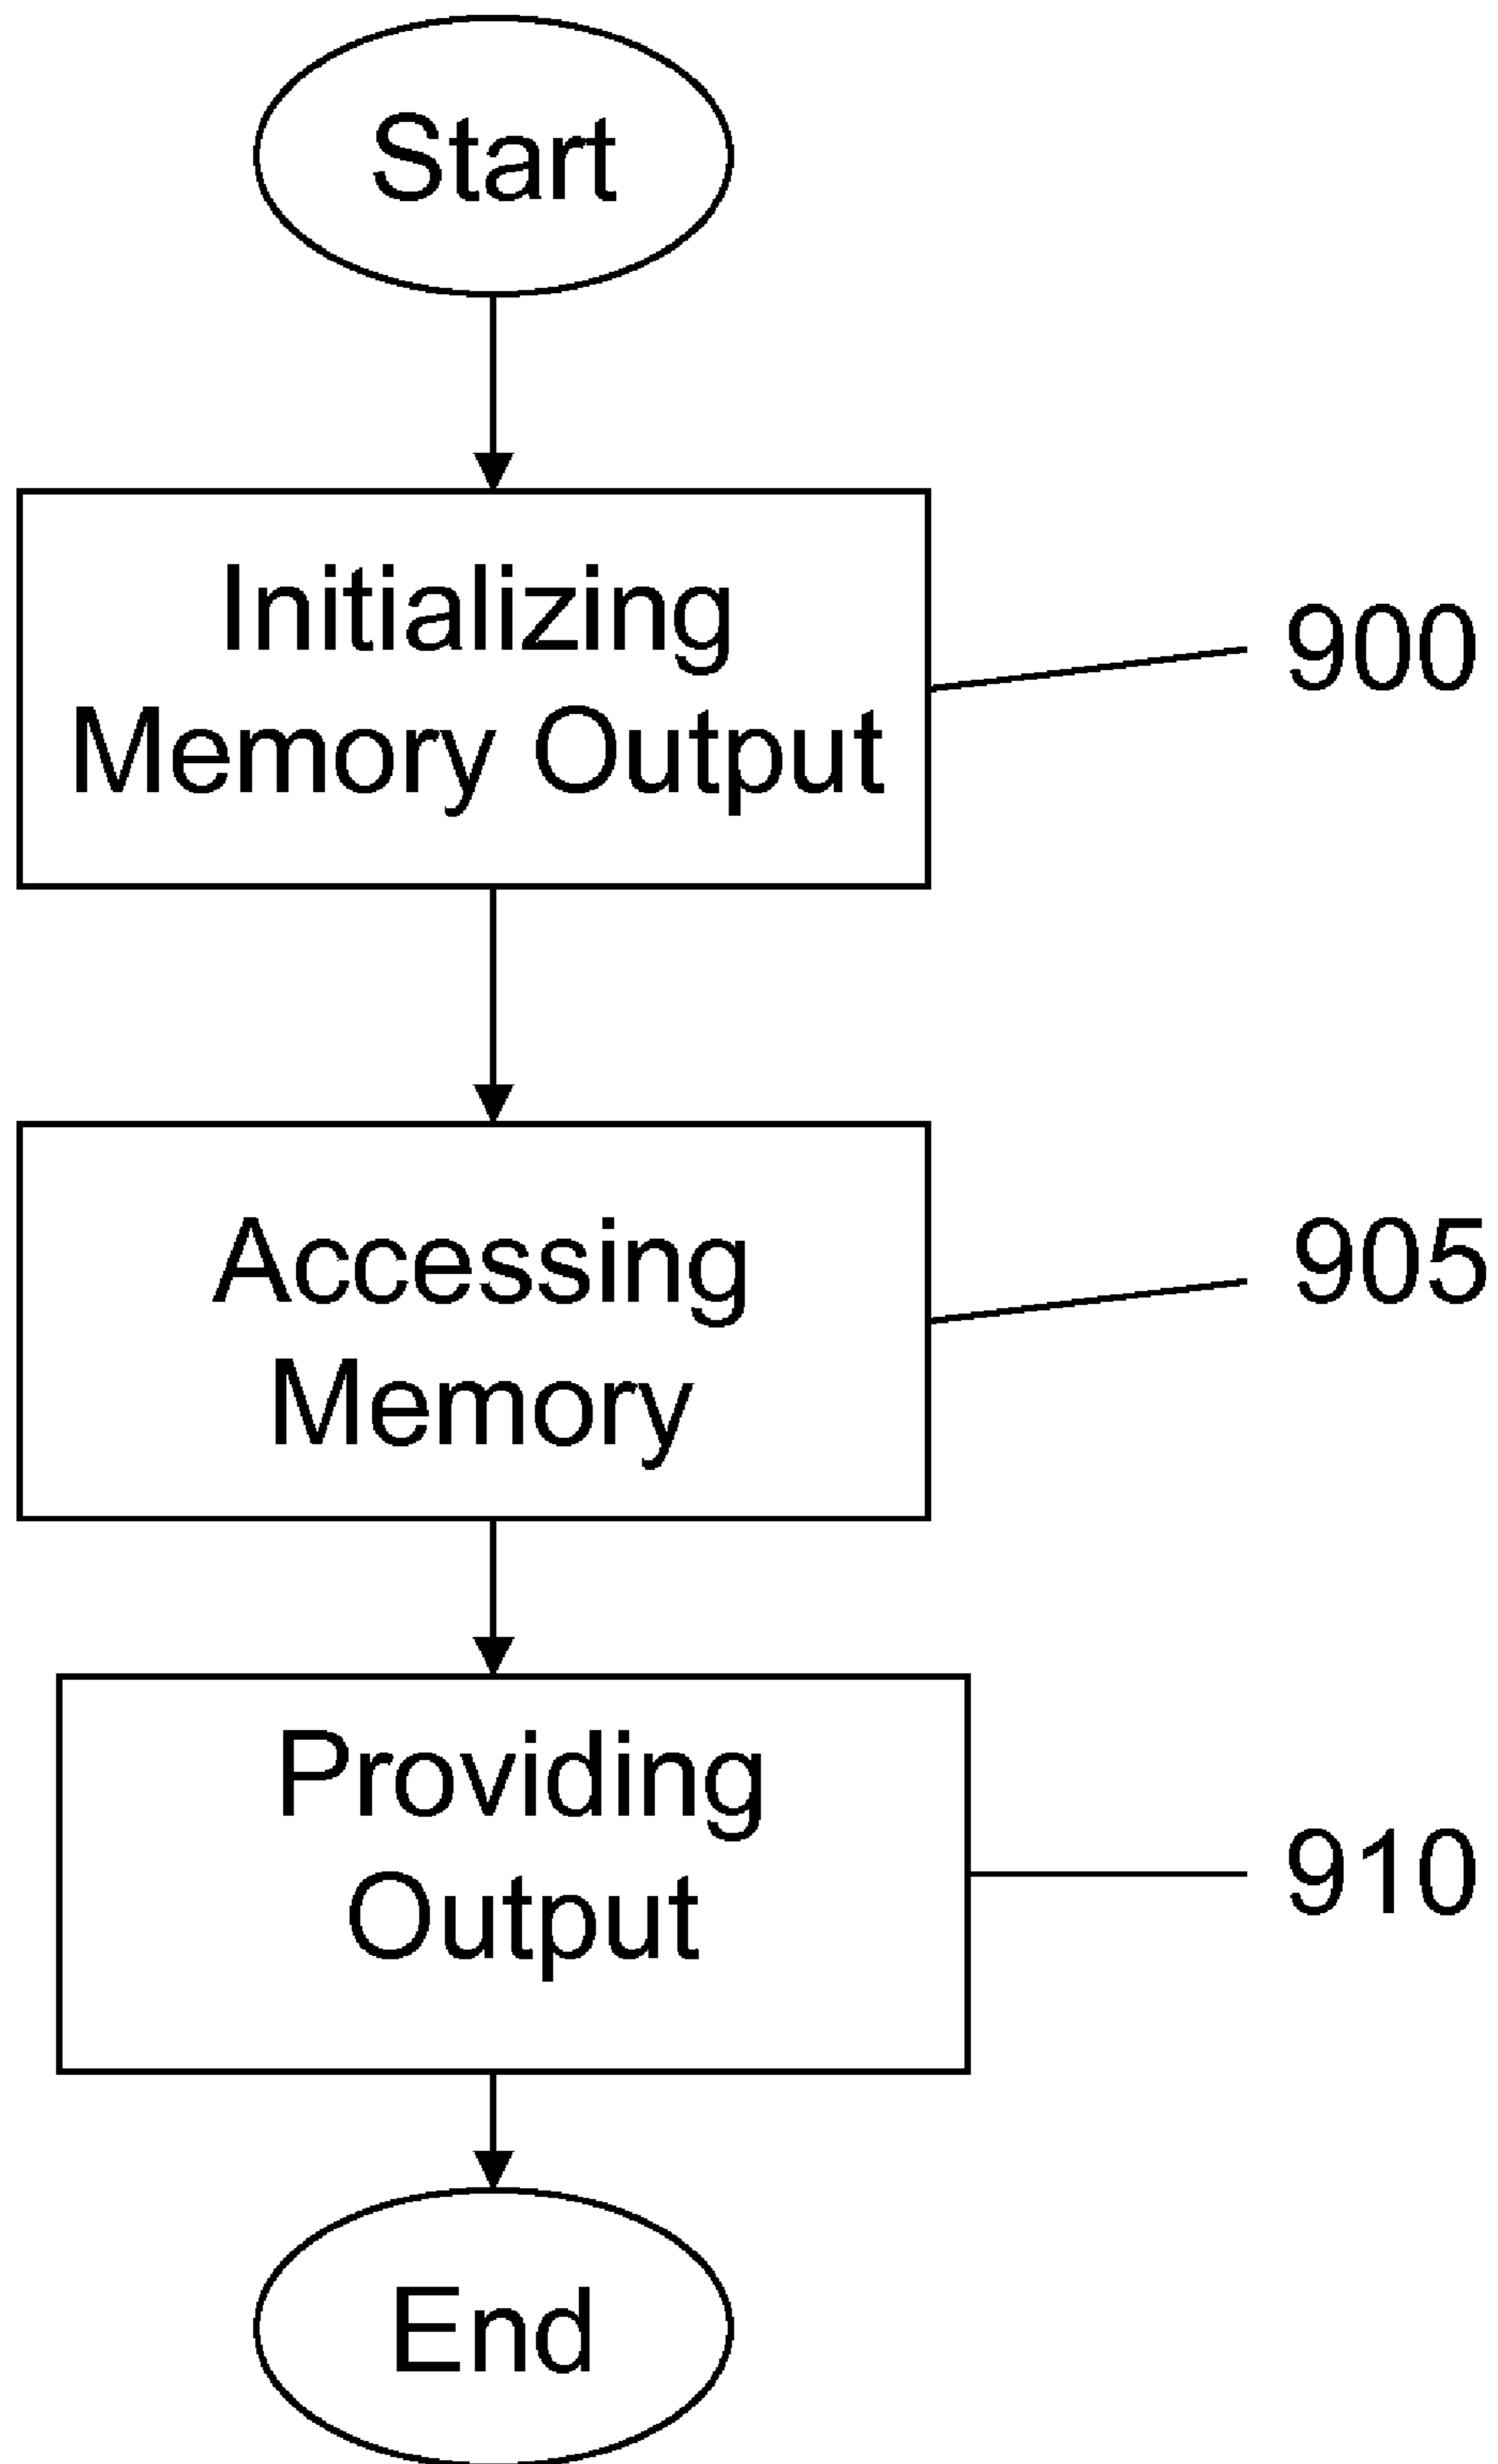 Start
Initializing
Memory Output
900
Accessing
Memory
905
Providing
Output
910
End